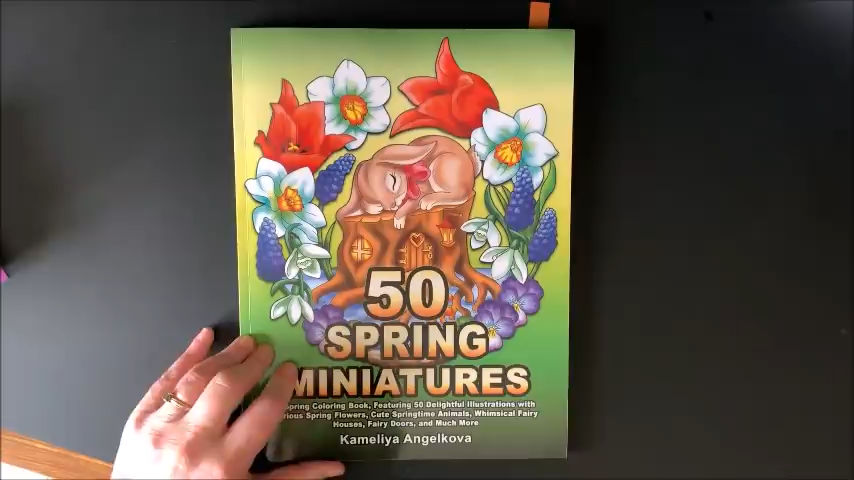 50
SPRING
MINIATURES
Spring Coloring Book, Featuring 50 Delightful Illustrations with
Spring Flowers, Cute Springtime Animals, Whimsical Fairy
Houses, Fairy Doors, and Much More
Kameliya Angelkova